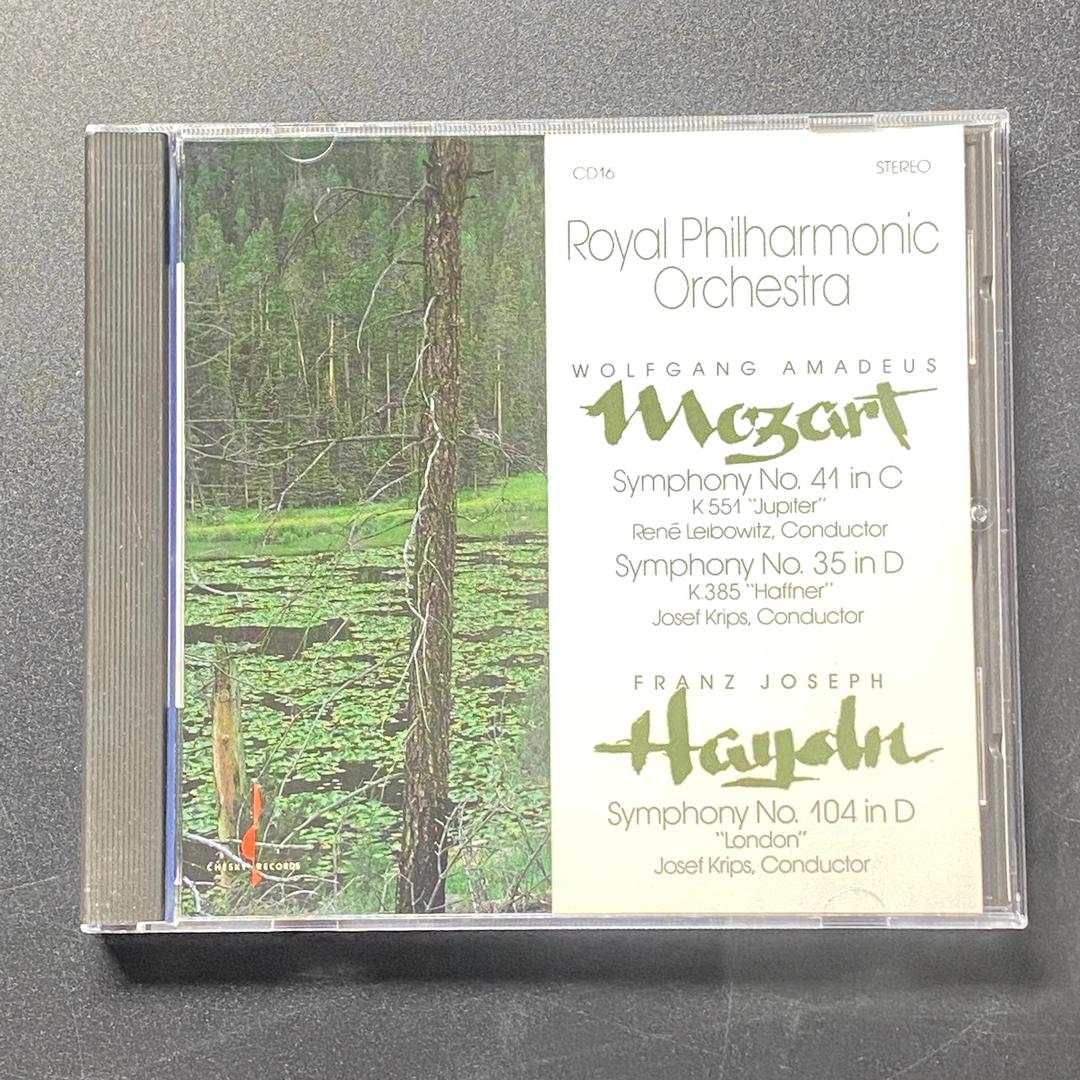 CD16 STEREO
Royal Philharmonic
Orchestra
WOLFGANG AMADEUS
Mozart
Symphony No. 41 in C
K 551 "Jupiter"
René Leibowitz, Conductor
Symphony No. 35 in D
K.385 "Haffner"
Josef Krips, Conductor
FRANZ JOSEPH
Haydn
Symphony No. 104 in D
"London"
Josef Krips, Conductor
CHESKY RECORDS